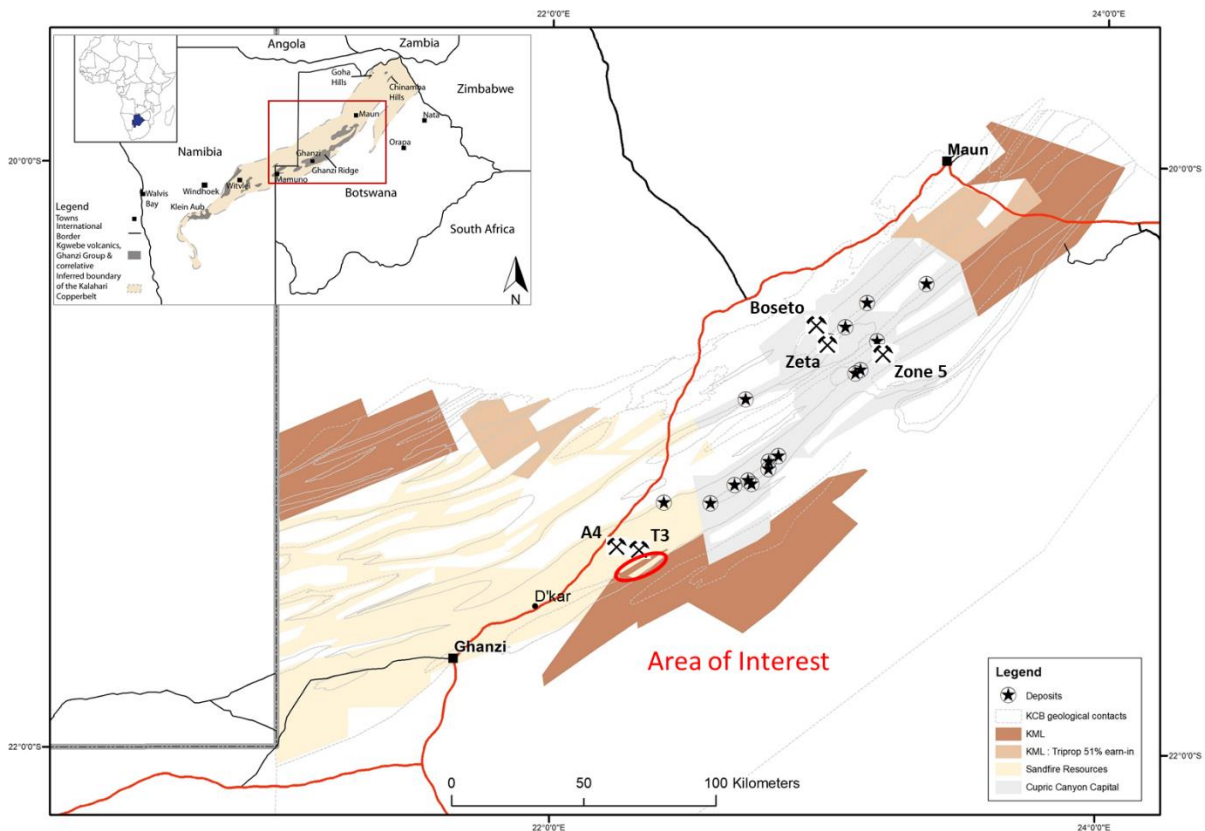 22°0'0"E
24°0'0"E
Angola
Zambia
Goha
Hills
Chinamba
Hills
Zimbabwe
Maun
Nata
Namibia
Ghanzi
Orapa
Ghanzi Ridge
Witvlei
Mamuno
Windhoek
Botswana
Walvis
Bay
Klein Aub
South Africa
Legend
Towns
International
Border
Kgwebe volcanics,
Ghanzi Group &
correlative
Inferred boundary
of the Kalahari
Copperbelt
N
20°0'0"S
20°0'0"S
Maun
Boseto
Zeta
Zone 5
A4
T3
D'kar
Ghanzi
Area of Interest
Legend
Deposits
KCB geological contacts
KML
KML : Triprop 51% earn-in
Sandfire Resources
Cupric Canyon Capital
22°0'0"S
22°0'0"S
0 50 100 Kilometers
22°0'0"E
24°0'0"E